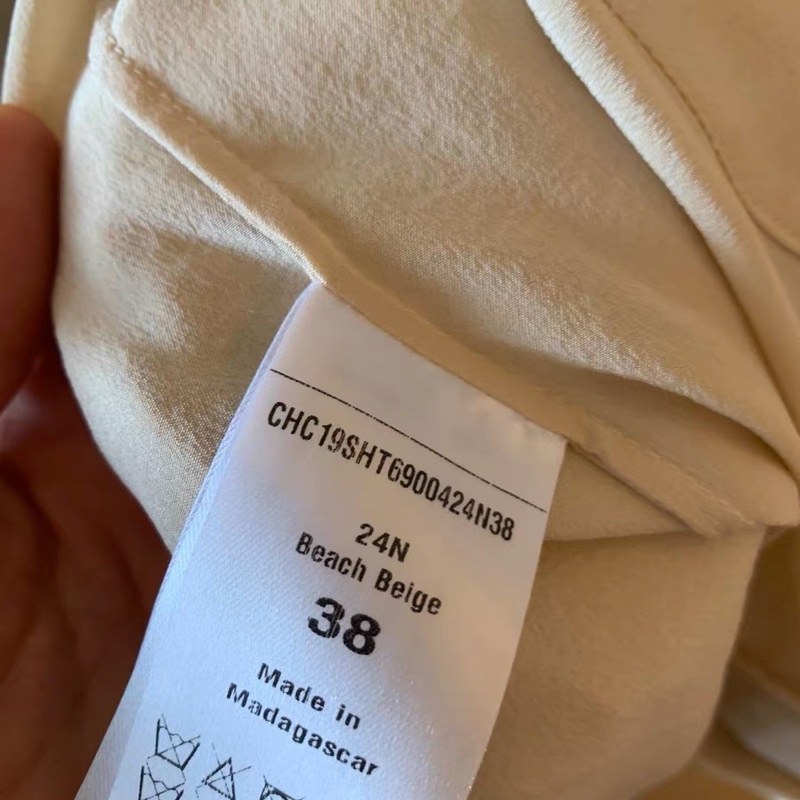 CHC19SHT6900424N38
24N
Beach Beige
38
Made in
Madagascar